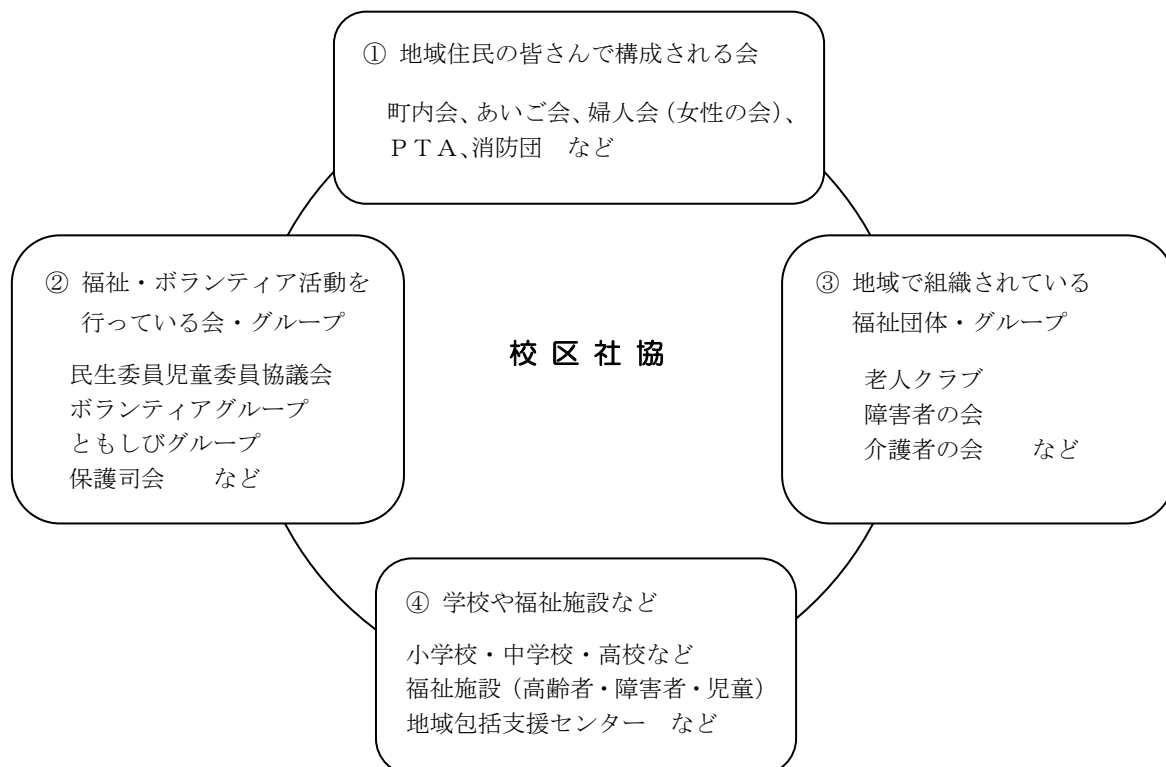 ① 地域住民の皆さんで構成される会
町内会、あいご会、婦人会（女性の会）、
ＰＴＡ、消防団　など
② 福祉・ボランティア活動を
行っている会・グループ
民生委員児童委員協議会
ボランティアグループ
ともしびグループ
保護司会　　など
校区社協
③ 地域で組織されている
福祉団体・グループ
老人クラブ
障害者の会
介護者の会　　など
④ 学校や福祉施設など
小学校・中学校・高校など
福祉施設（高齢者・障害者・児童）
地域包括支援センター　など